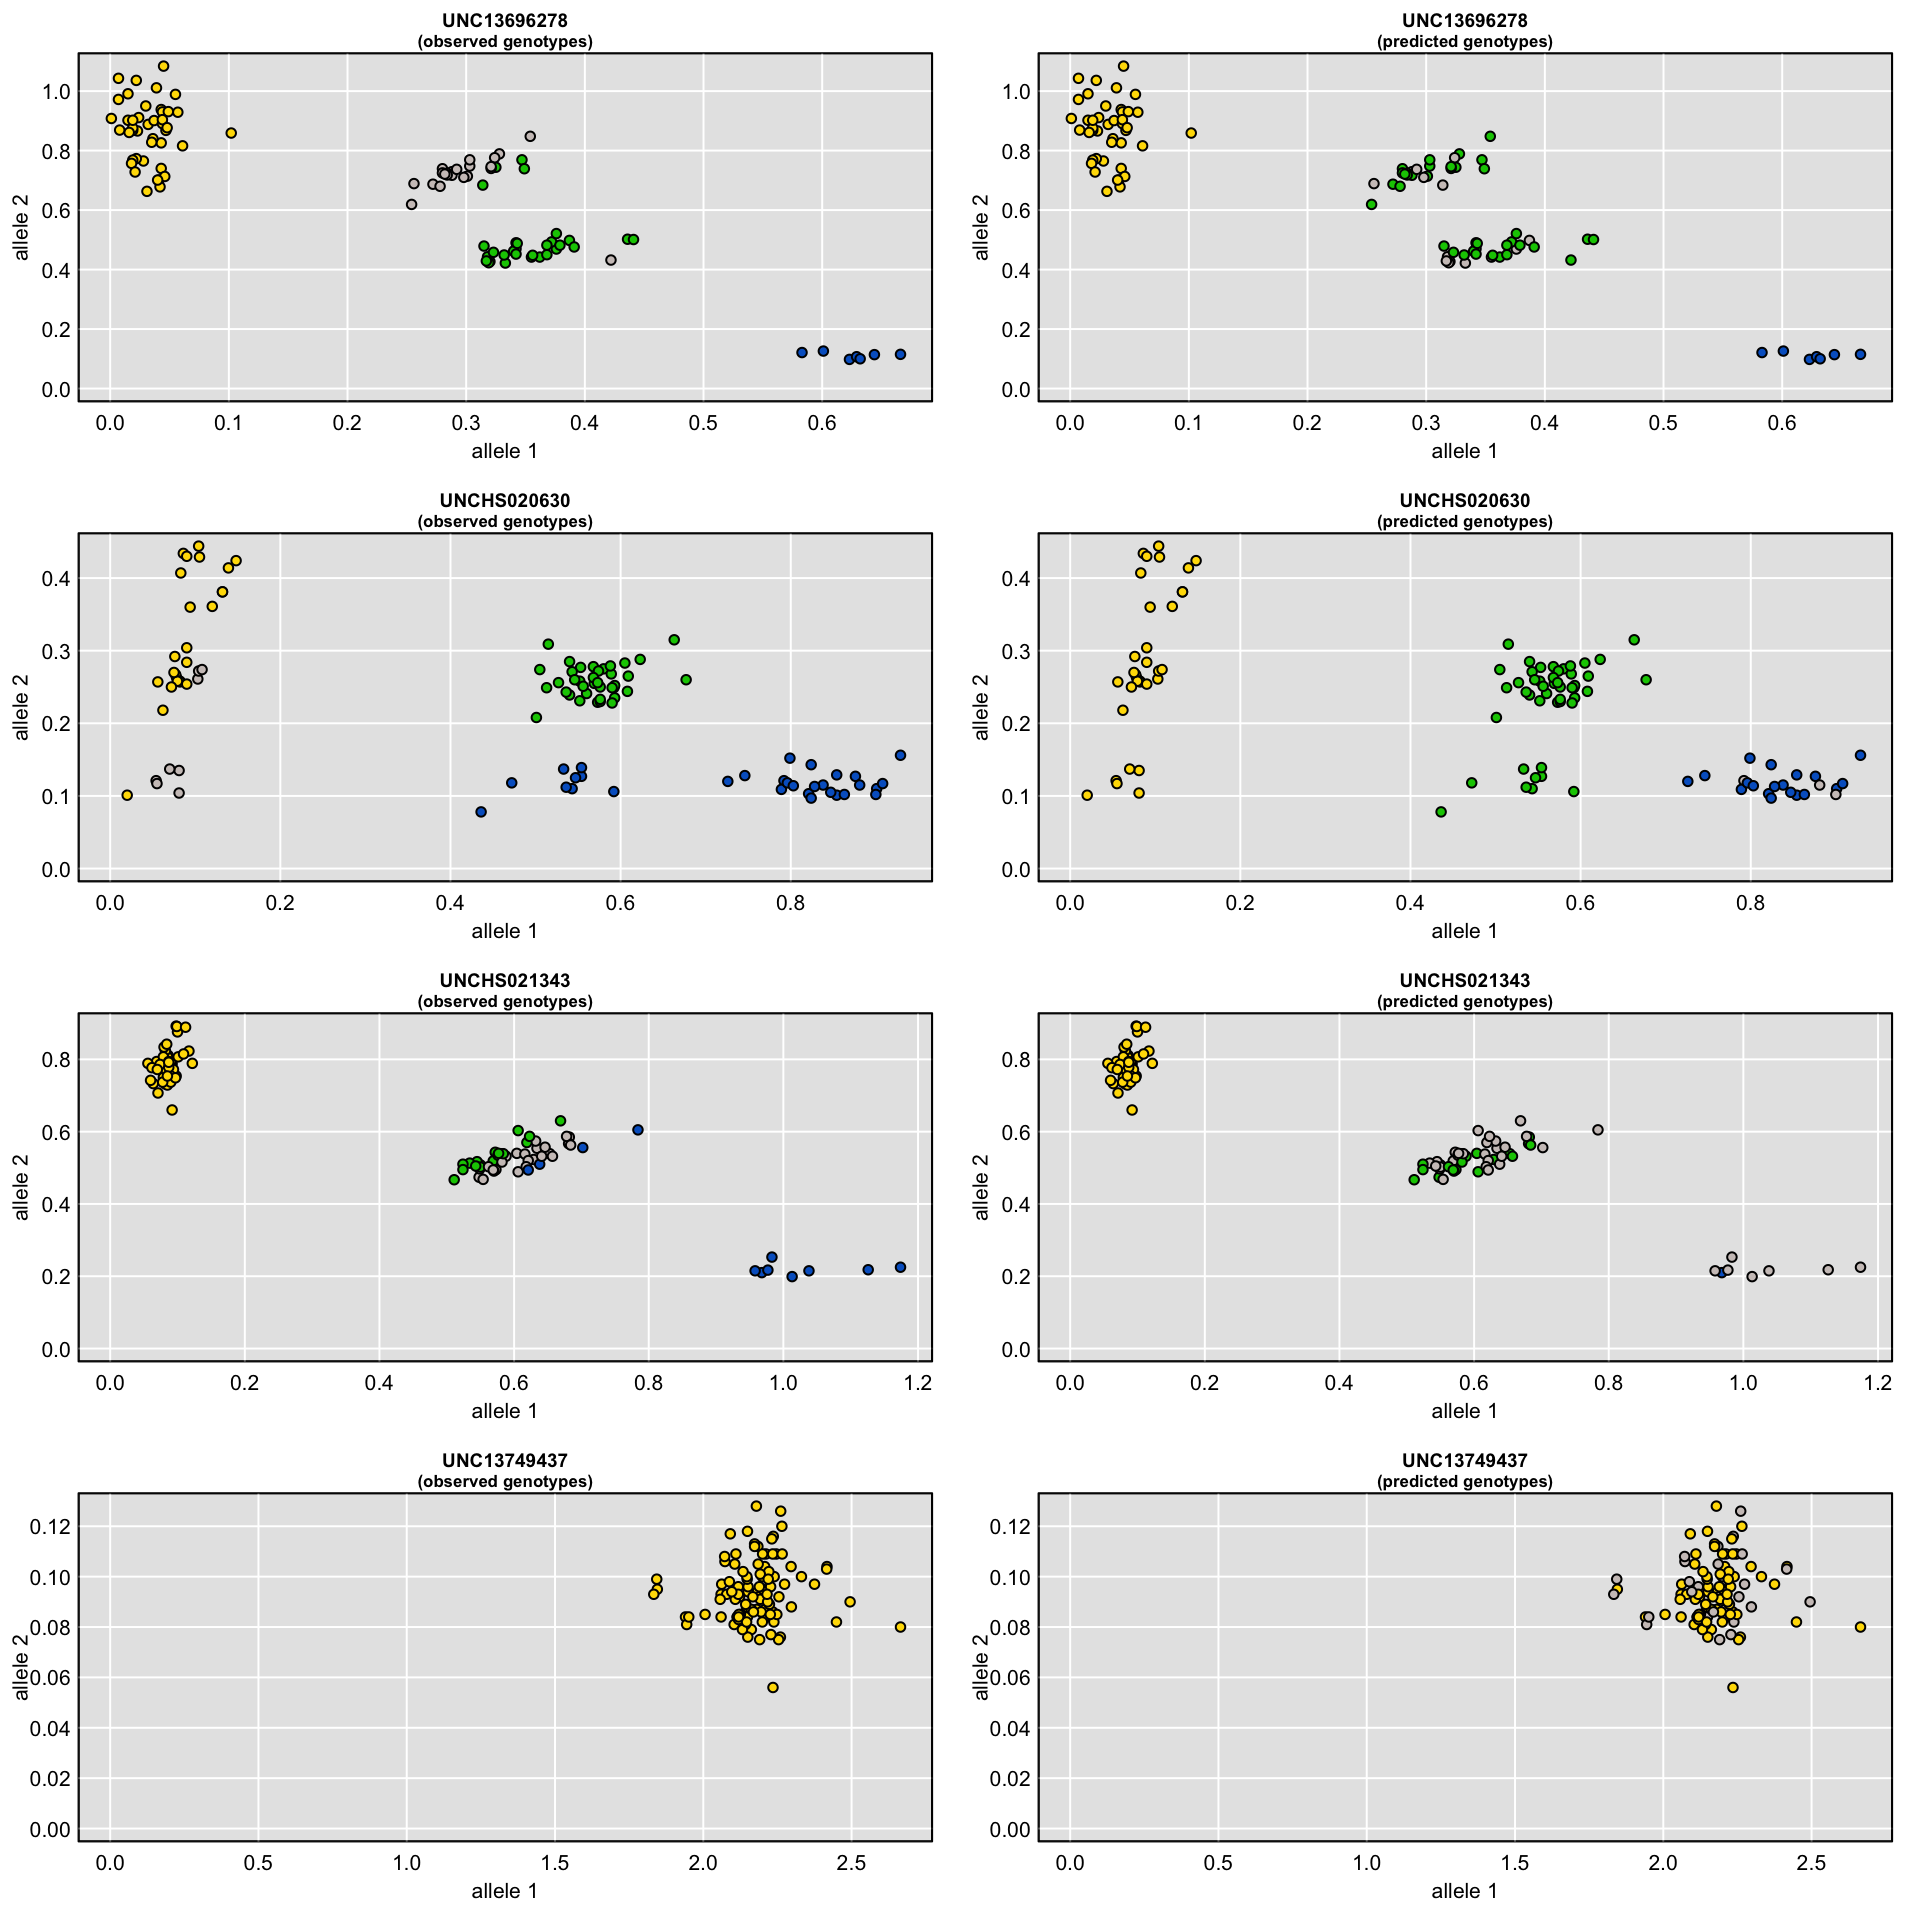 UNC13696278
(observed genotypes)
allele 2
1.0
0.8
0.6
0.4
0.2
0.0
0.0 0.1 0.2 0.3 0.4 0.5 0.6
allele 1
UNC13696278
(predicted genotypes)
allele 2
1.0
0.8
0.6
0.4
0.2
0.0
0.0 0.1 0.2 0.3 0.4 0.5 0.6
allele 1
UNCHS020630
(observed genotypes)
allele 2
0.4
0.3
0.2
0.1
0.0
0.0 0.2 0.4 0.6 0.8
allele 1
UNCHS020630
(predicted genotypes)
allele 2
0.4
0.3
0.2
0.1
0.0
0.0 0.2 0.4 0.6 0.8
allele 1
UNCHS021343
(observed genotypes)
allele 2
0.8
0.6
0.4
0.2
0.0
0.0 0.2 0.4 0.6 0.8 1.0 1.2
allele 1
UNCHS021343
(predicted genotypes)
allele 2
0.8
0.6
0.4
0.2
0.0
0.0 0.2 0.4 0.6 0.8 1.0 1.2
allele 1
UNC13749437
(observed genotypes)
allele 2
0.12
0.10
0.08
0.06
0.04
0.02
0.00
0.0 0.5 1.0 1.5 2.0 2.5
allele 1
UNC13749437
(predicted genotypes)
allele 2
0.12
0.10
0.08
0.06
0.04
0.02
0.00
0.0 0.5 1.0 1.5 2.0 2.5
allele 1